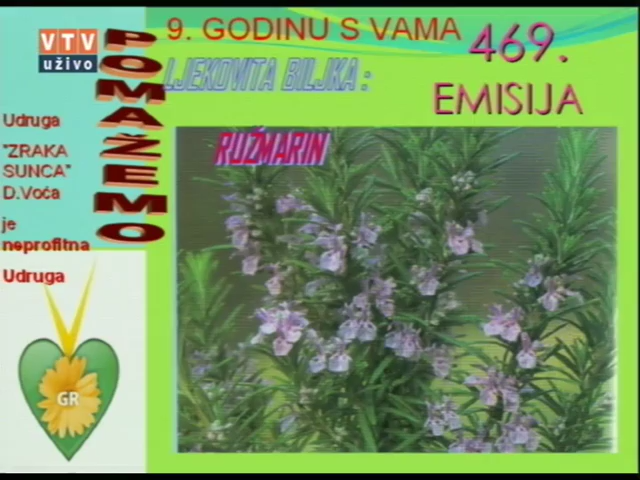 VTV
uživo
POMAŽEMO
9. GODINU S VAMA
469.
EMISIJA
LJEKOVITA BILJKA :
RUŽMARIN
Udruga
"ZRAKA
SUNCA"
D.Voća
je
neprofitna
Udruga
GR